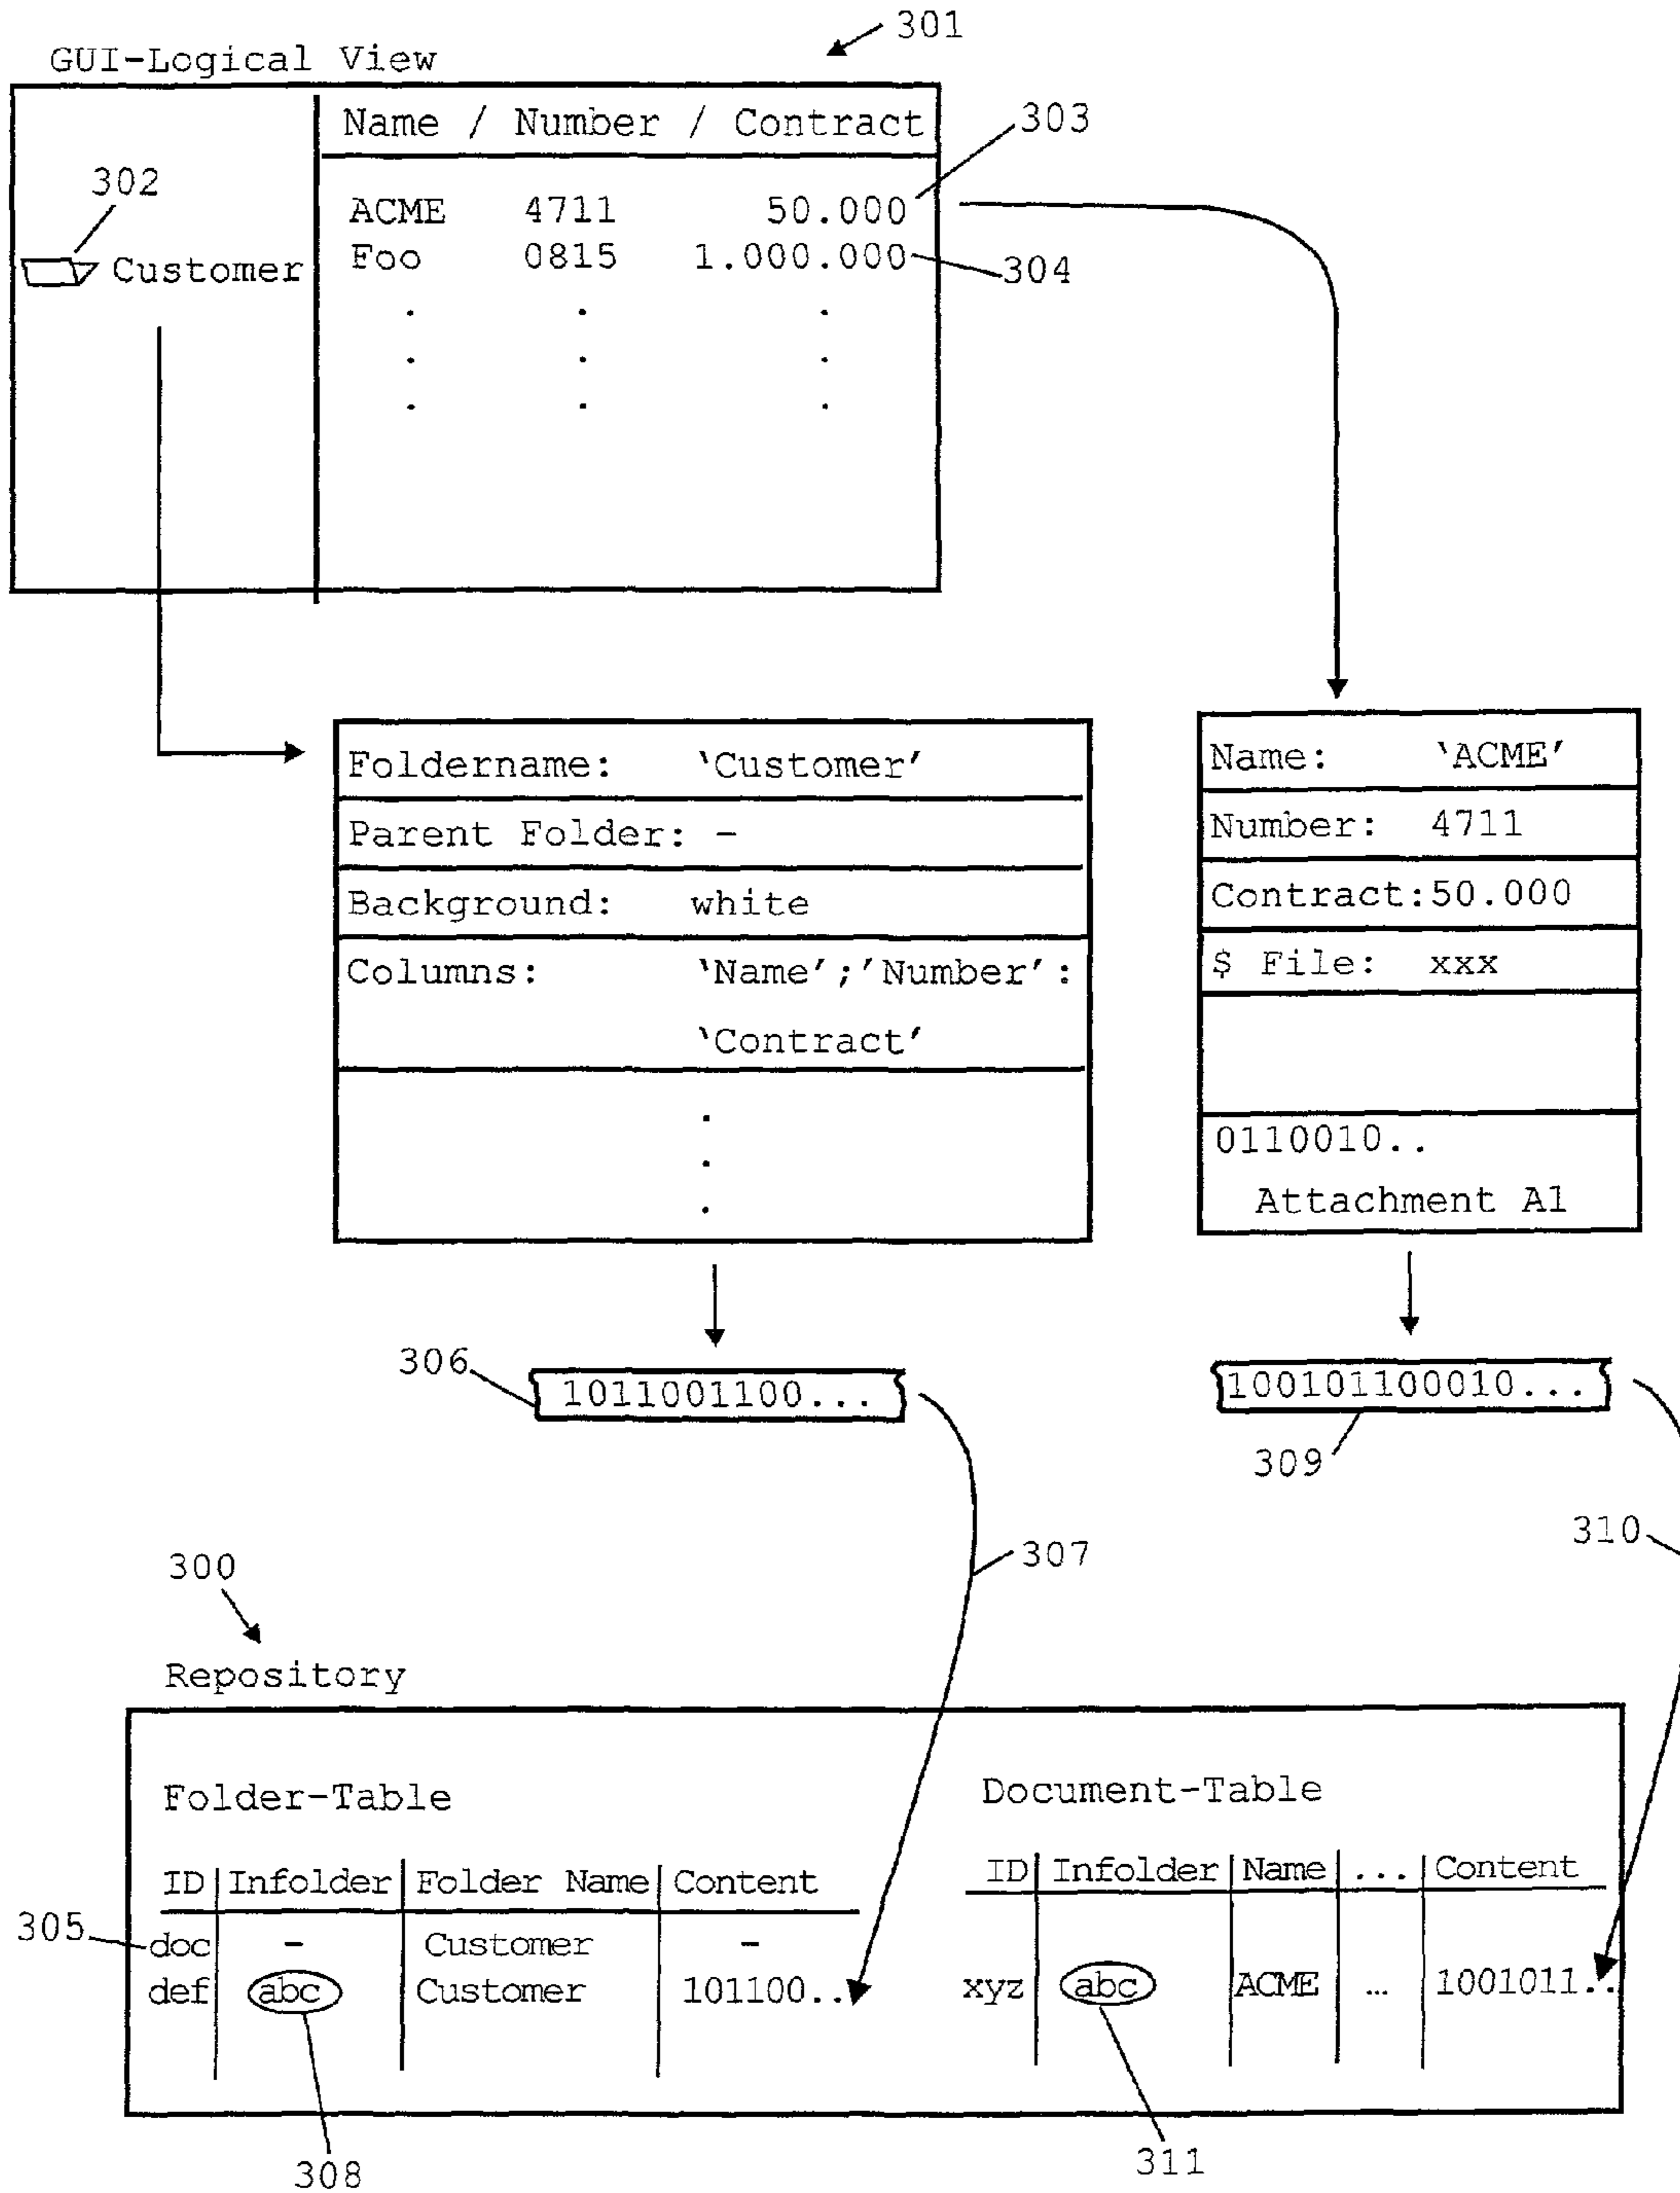 301
GUI-Logical View
Name / Number / Contract
303
302
ACME 4711 50.000
Foo 0815 1.000.000
304
Customer
. . .
. . .
. . .
Foldername: ‘Customer’
Parent Folder: –
Background: white
Columns: ‘Name’;’Number’:
‘Contract’
.
.
.
Name: ‘ACME’
Number: 4711
Contract:50.000
$ File: xxx
0110010..
Attachment A1
306
1011001100...
100101100010...
309
307
310
300
Repository
Folder-Table
ID Infolder Folder Name Content
305
doc – Customer –
def abc Customer 101100..
308
Document-Table
ID Infolder Name ... Content
xyz abc ACME ... 1001011..
311